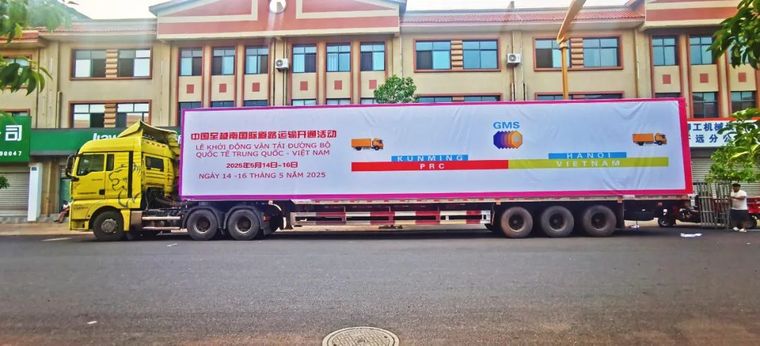 中国至越南国际道路运输开通活动
LỄ KHỞI ĐỘNG VẬN TẢI ĐƯỜNG BỘ
QUỐC TẾ TRUNG QUỐC - VIỆT NAM
2025年5月14日-16日
NGÀY 14 -16 THÁNG 5 NĂM 2025
GMS
KUNMING
PRC
HANOI
VIETNAM
司